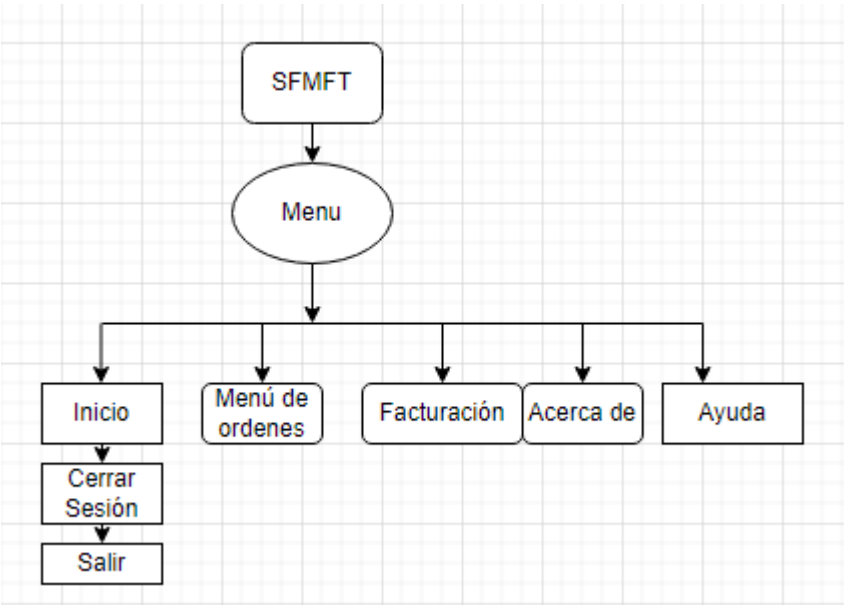 SFMFT
Menu
Inicio
Menú de
ordenes
Facturación
Acerca de
Ayuda
Cerrar
Sesión
Salir